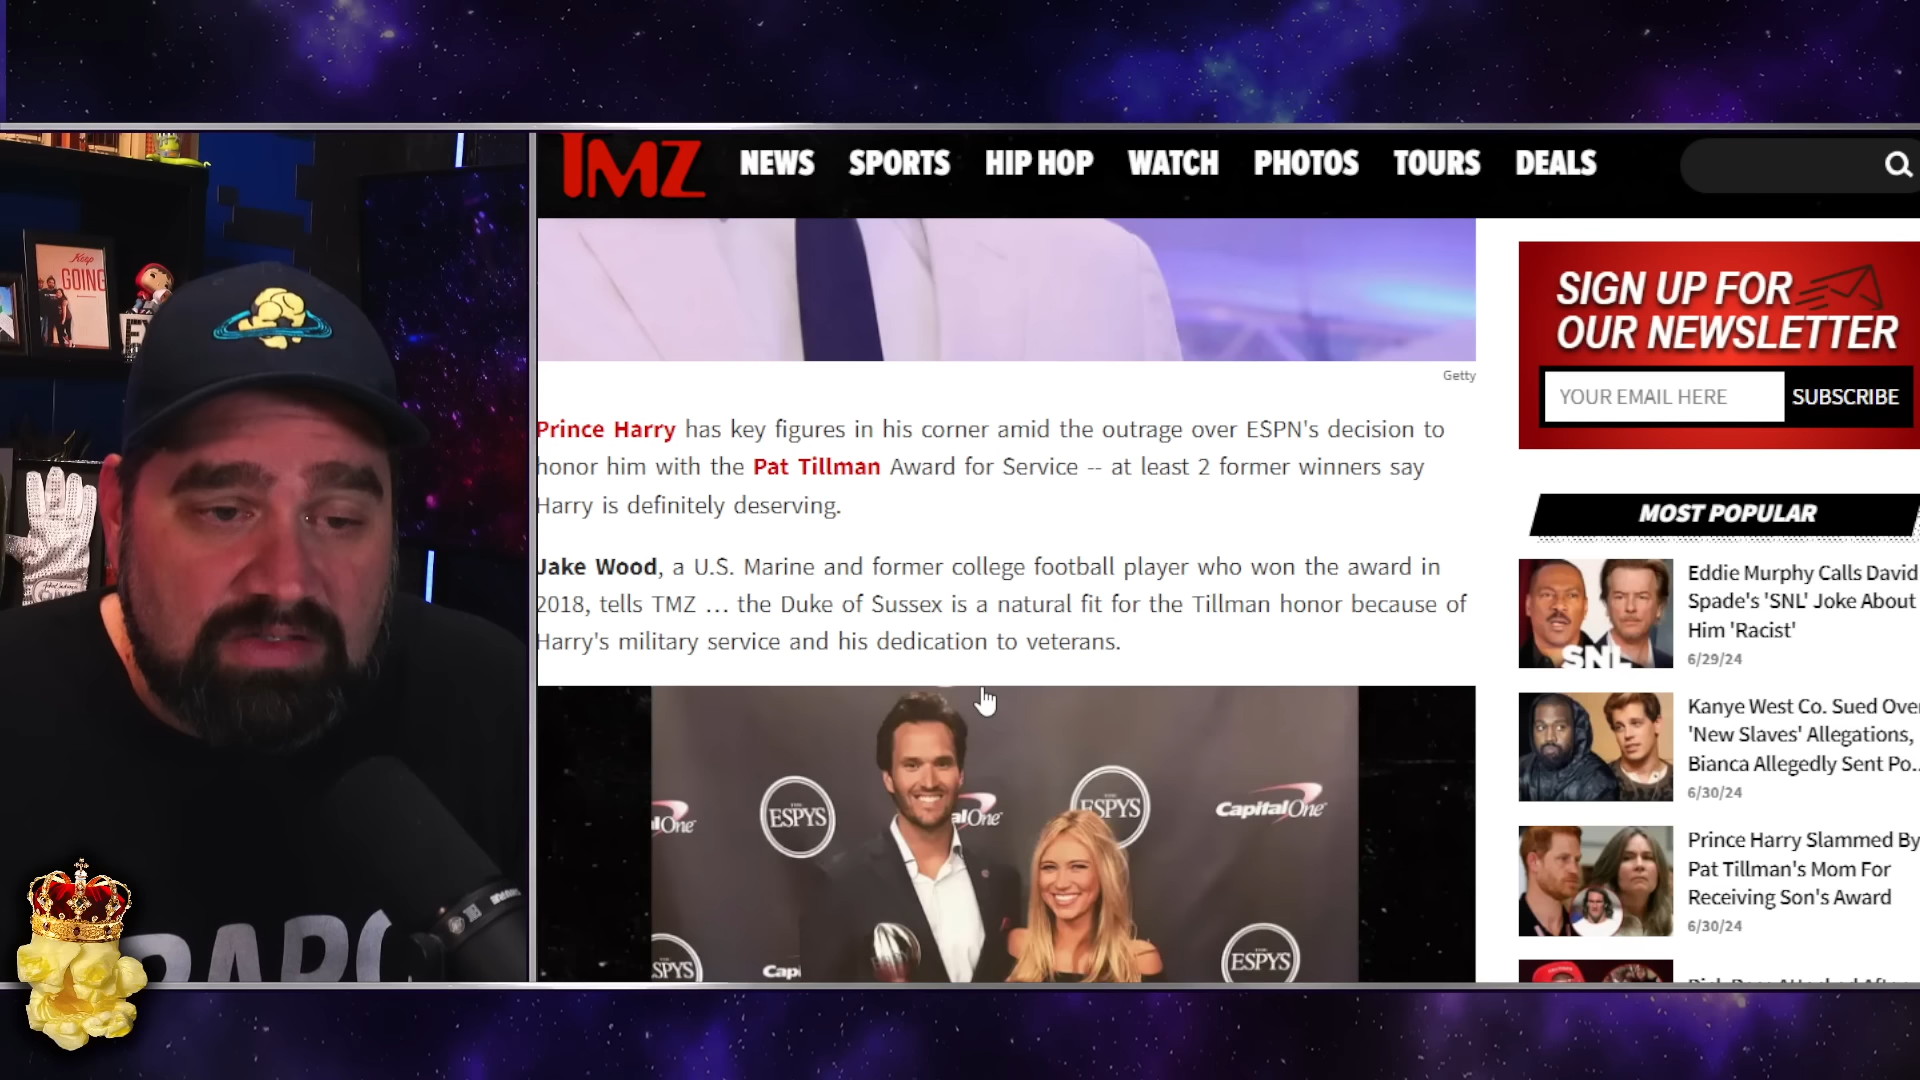 TMZ NEWS SPORTS HIP HOP WATCH PHOTOS TOURS DEALS
Keep
GOING
Getty
Prince Harry has key figures in his corner amid the outrage over ESPN's decision to
honor him with the Pat Tillman Award for Service -- at least 2 former winners say
Harry is definitely deserving.
Jake Wood, a U.S. Marine and former college football player who won the award in
2018, tells TMZ ... the Duke of Sussex is a natural fit for the Tillman honor because of
Harry's military service and his dedication to veterans.
ESPYS
ESPYS
CapitalOne
lOne
alOne
SPYS
Capi
ESPYS
SIGN UP FOR
OUR NEWSLETTER
YOUR EMAIL HERE SUBSCRIBE
MOST POPULAR
Eddie Murphy Calls David
Spade's 'SNL' Joke About
Him 'Racist'
6/29/24
SNL
Kanye West Co. Sued Over
'New Slaves' Allegations,
Bianca Allegedly Sent Po...
6/30/24
Prince Harry Slammed By
Pat Tillman's Mom For
Receiving Son's Award
6/30/24